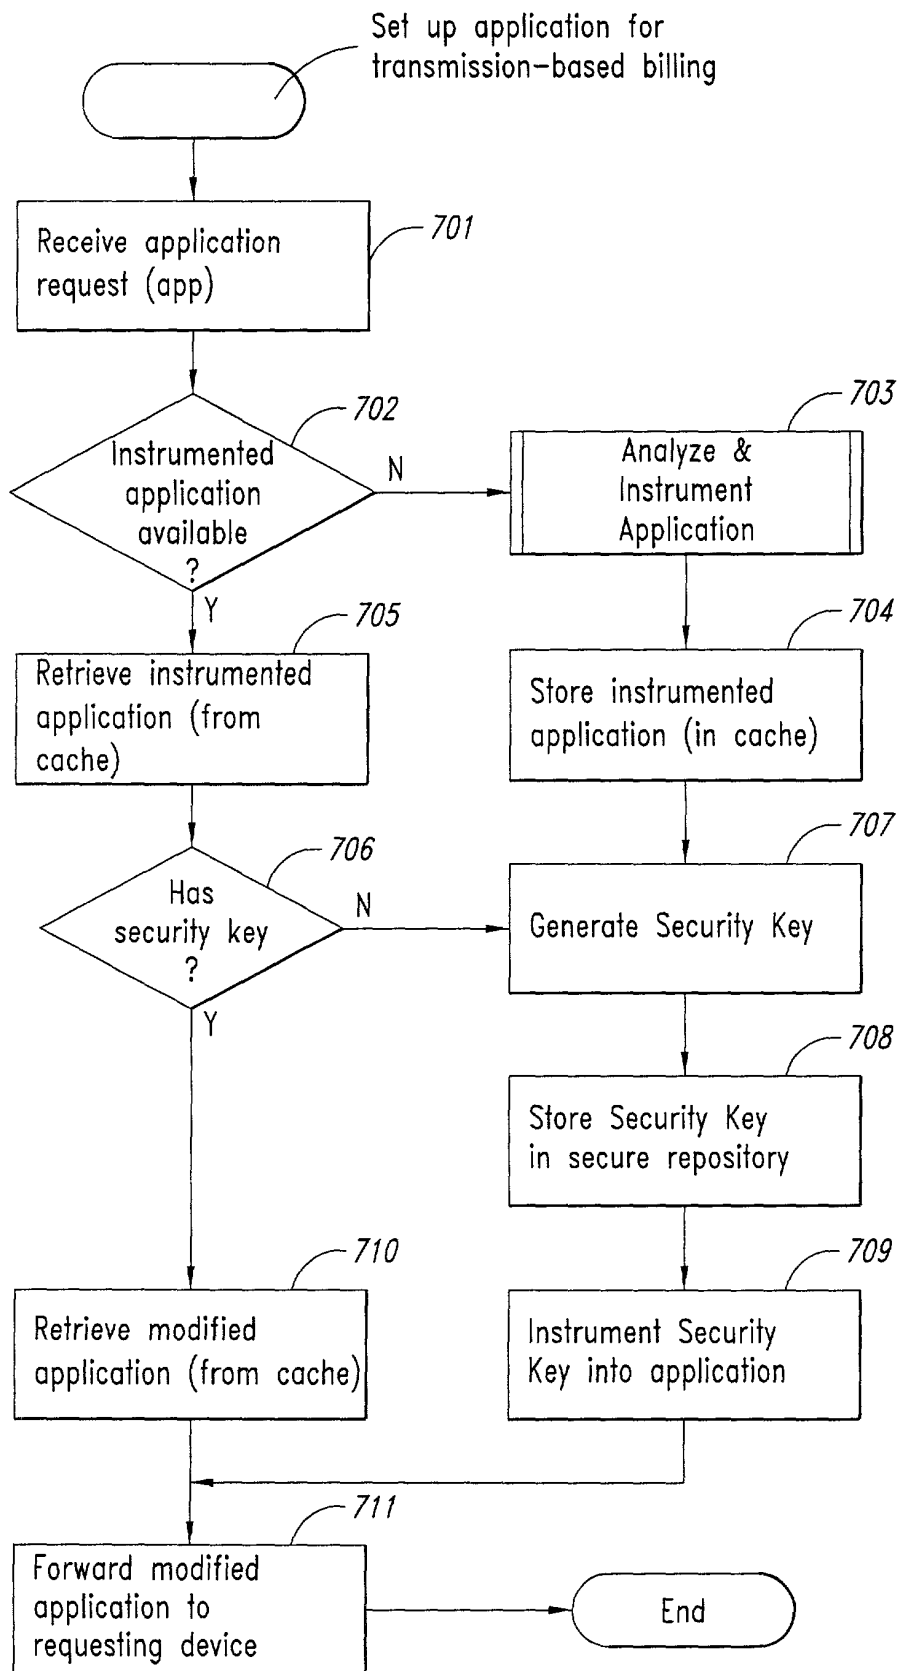 Set up application for
transmission-based billing
701
Receive application
request (app)
702
Instrumented
application
available
?
N
Y
703
Analyze &
Instrument
Application
705
Retrieve instrumented
application (from
cache)
704
Store instrumented
application (in cache)
706
Has
security key
?
N
Y
707
Generate Security Key
708
Store Security Key
in secure repository
710
Retrieve modified
application (from cache)
709
Instrument Security
Key into application
711
Forward modified
application to
requesting device
End